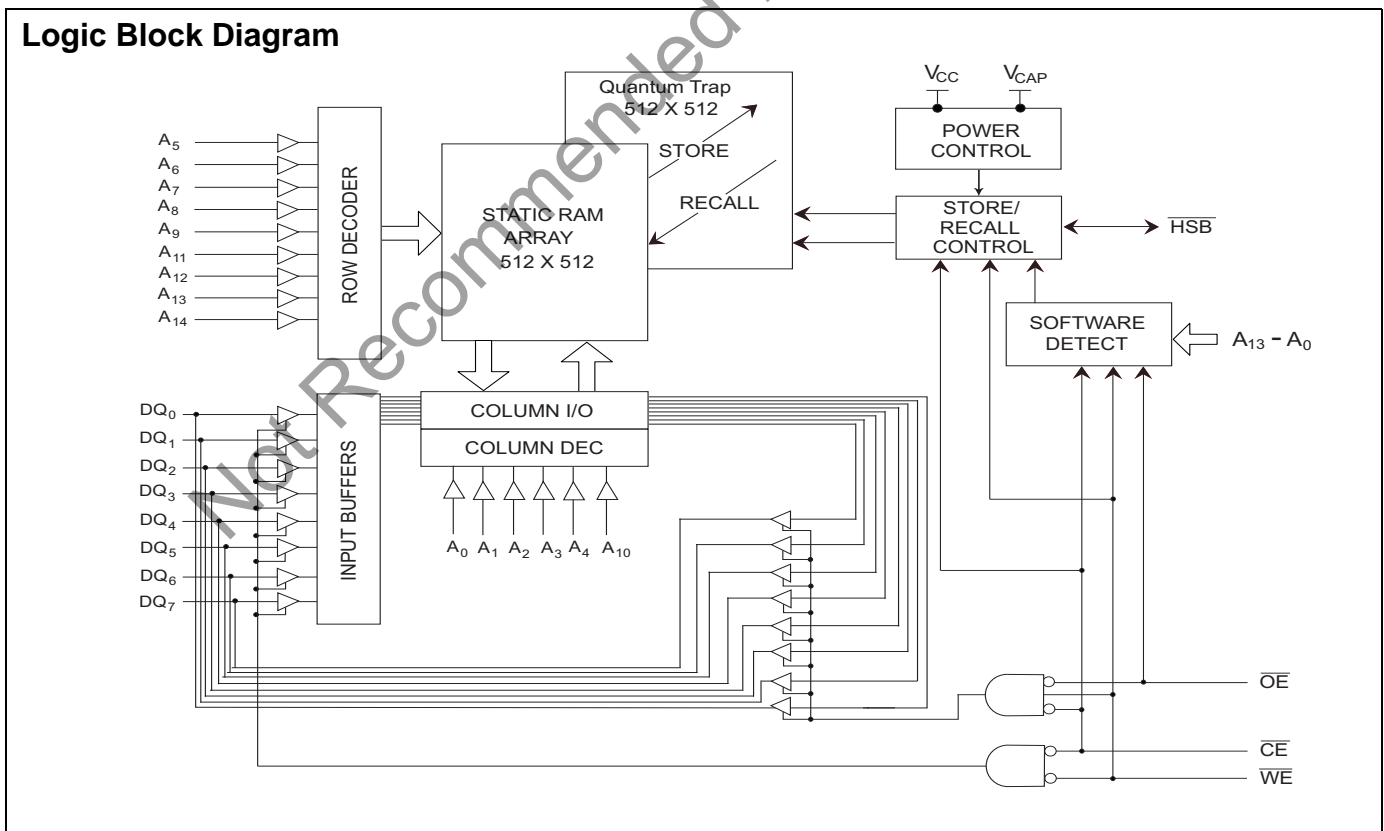 Logic Block Diagram
Not Recommended
A5
A6
A7
A8
A9
A11
A12
A13
A14
ROW DECODER
Quantum Trap
512 X 512
STORE
RECALL
STATIC RAM
ARRAY
512 X 512
VCC
VCAP
POWER
CONTROL
STORE/
RECALL
CONTROL
HSB
SOFTWARE
DETECT
A13 - A0
DQ0
DQ1
DQ2
DQ3
DQ4
DQ5
DQ6
DQ7
INPUT BUFFERS
COLUMN I/O
COLUMN DEC
A0 A1 A2 A3 A4 A10
OE
CE
WE